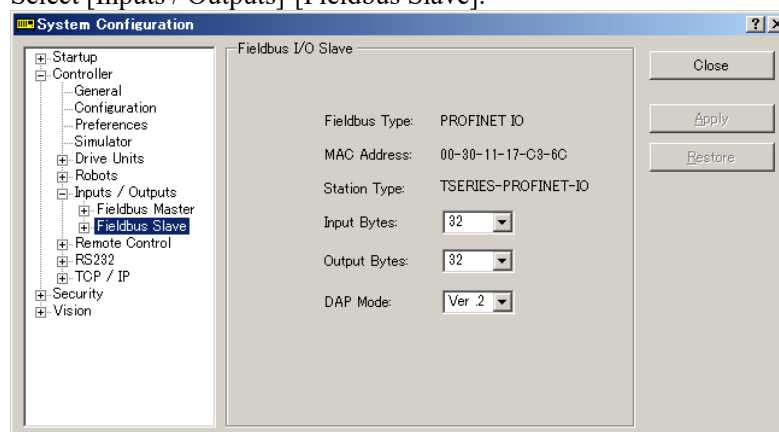 Select [Inputs / Outputs]-[Fieldbus Slave].
System Configuration
Startup
Controller
General
Configuration
Preferences
Simulator
Drive Units
Robots
Inputs / Outputs
Fieldbus Master
Fieldbus Slave
Remote Control
RS232
TCP / IP
Security
Vision
Fieldbus I/O Slave
Fieldbus Type: PROFINET IO
MAC Address: 00-30-11-17-C3-6C
Station Type: TSERIES-PROFINET-IO
Input Bytes: 32
Output Bytes: 32
DAP Mode: Ver .2
Close
Apply
Restore